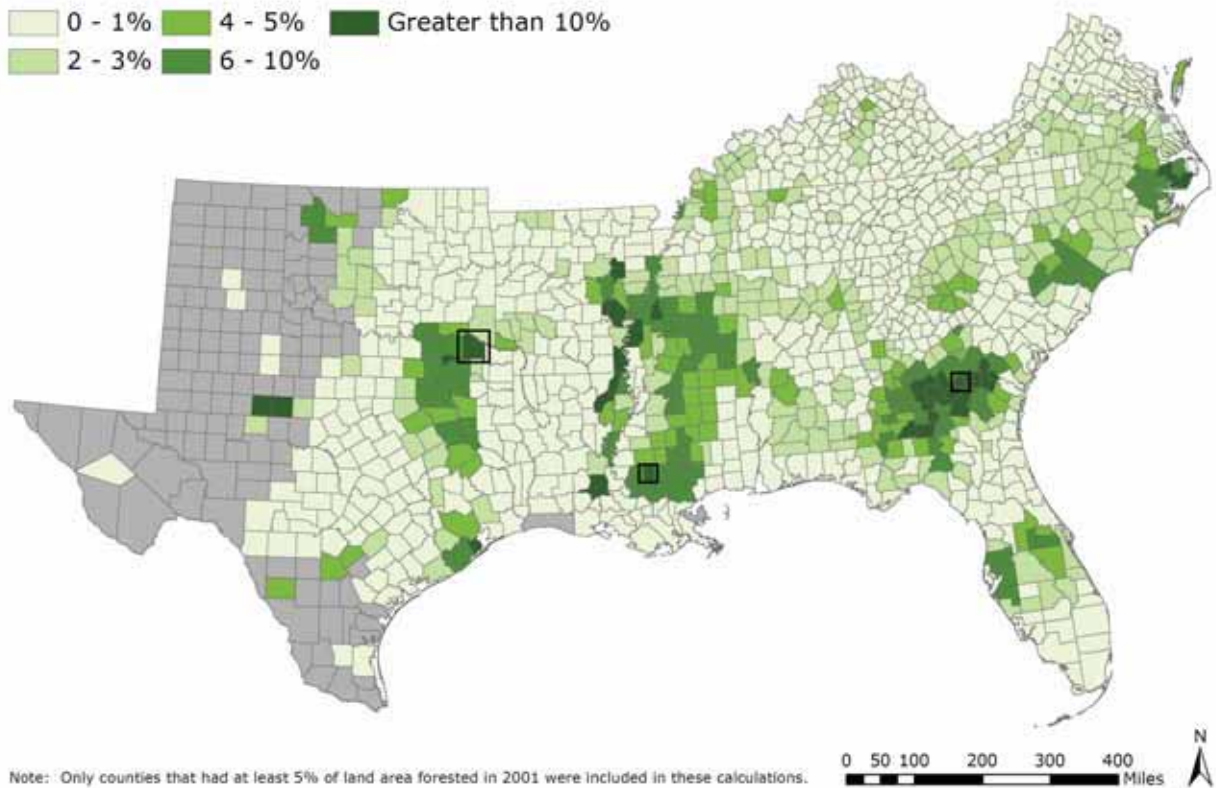 0 - 1% 4 - 5% Greater than 10%
2 - 3% 6 - 10%
N
0 50 100 200 300 400
Miles
Note: Only counties that had at least 5% of land area forested in 2001 were included in these calculations.